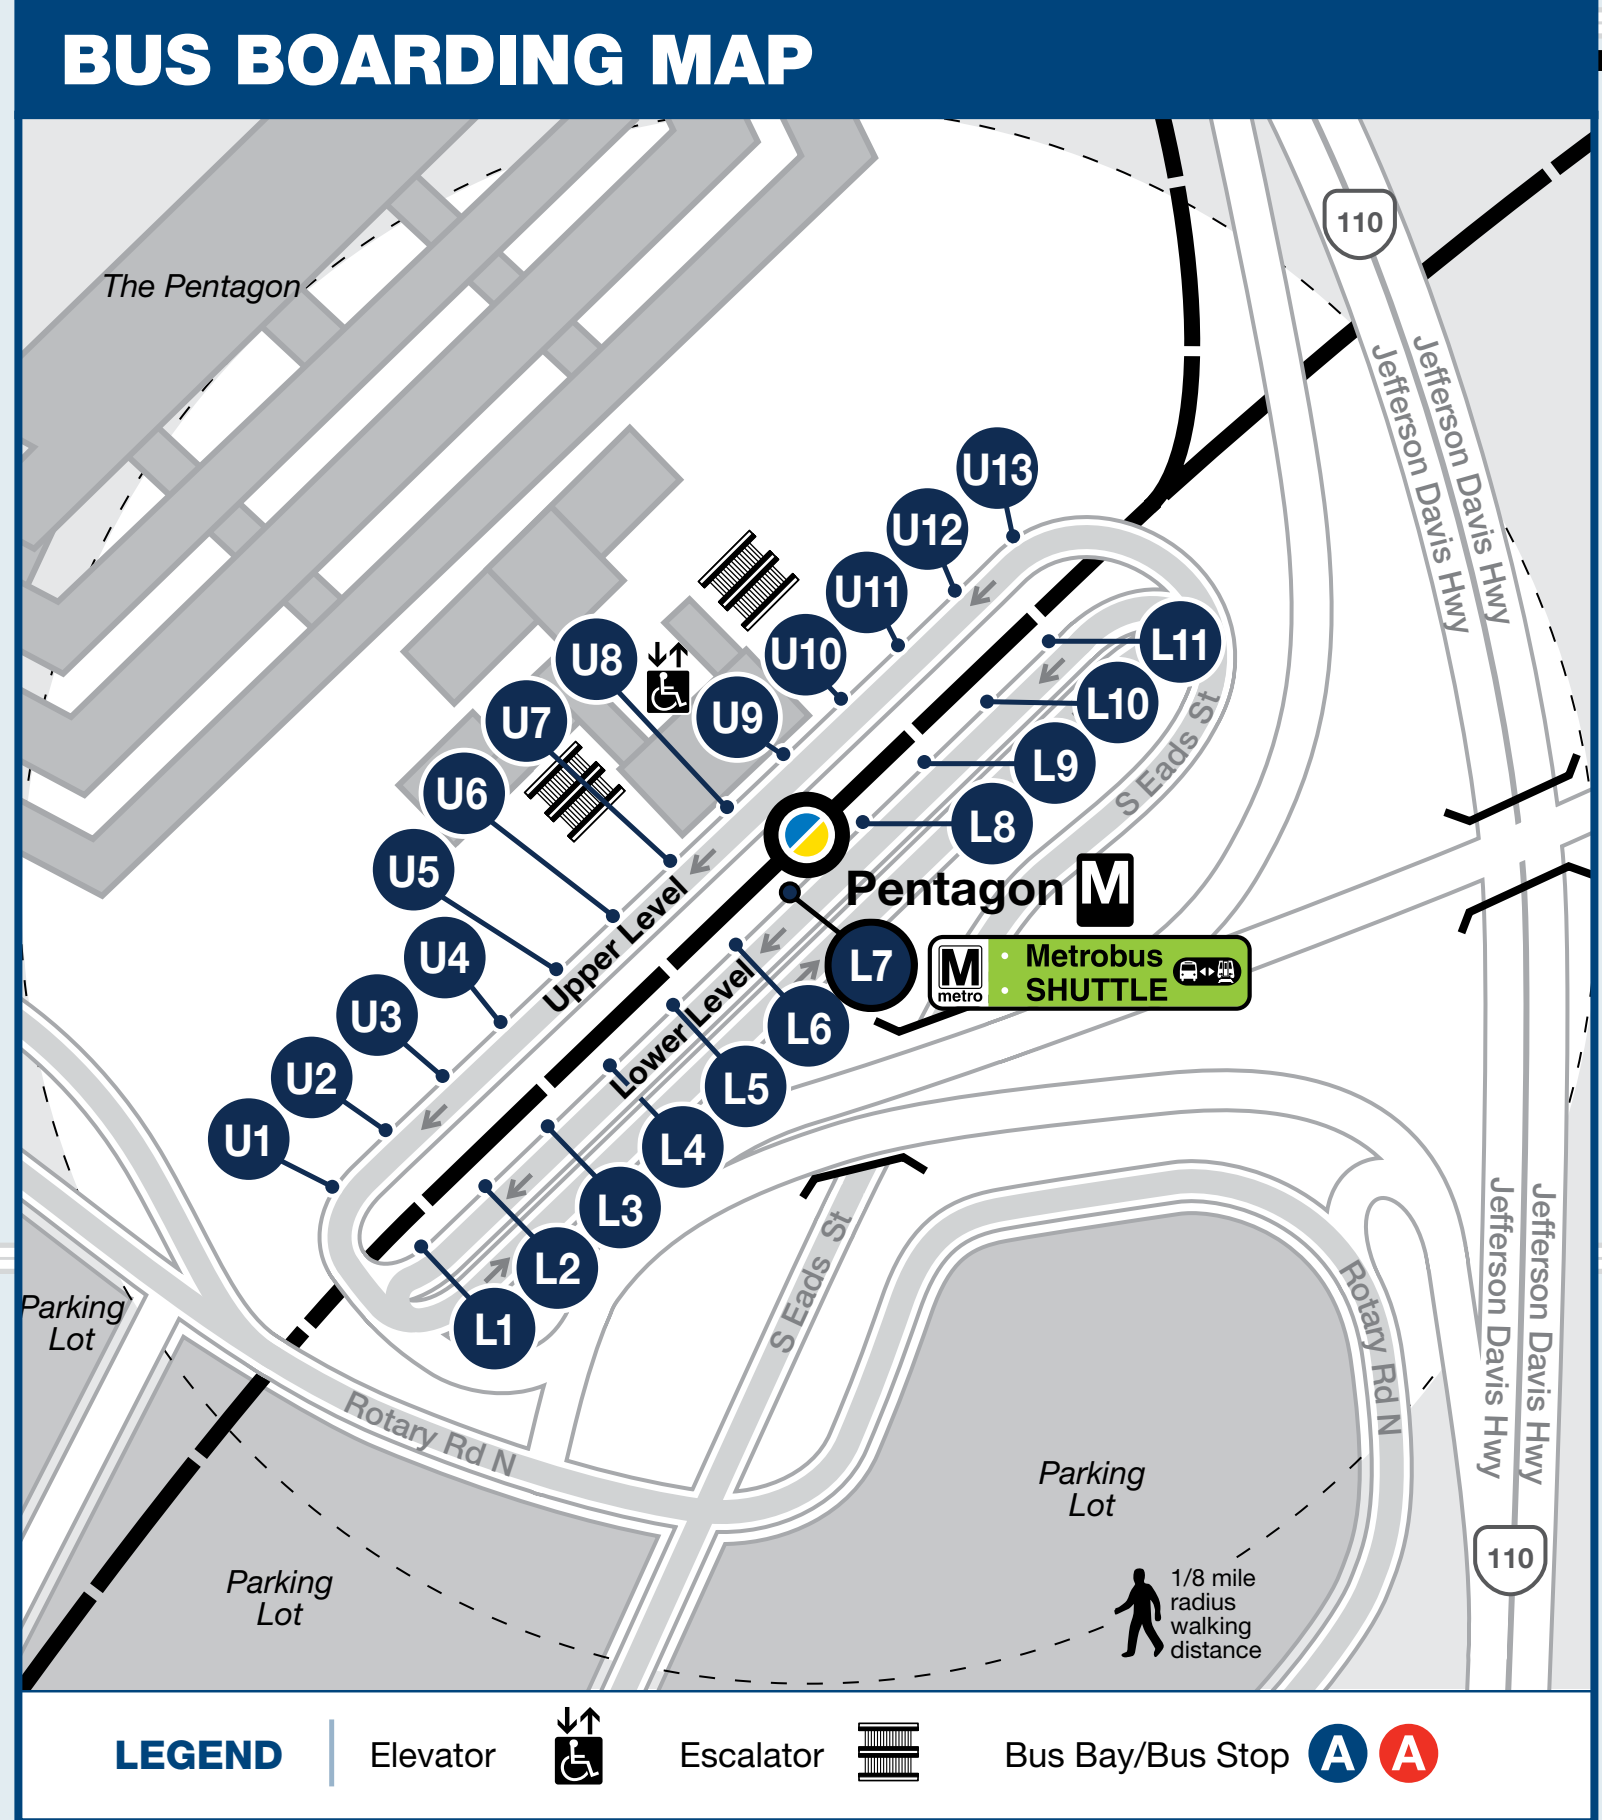 BUS BOARDING MAP
110
The Pentagon
Jefferson Davis Hwy
Jefferson Davis Hwy
U13
U12
U11
U10
U9
U8
U7
U6
U5
U4
U3
U2
U1
L11
L10
L9
L8
S Eads St
Pentagon M
Upper Level
Lower Level
L7
M metro
• Metrobus
• SHUTTLE
L6
L5
L4
L3
L2
L1
S Eads St
Rotary Rd N
Rotary Rd N
Jefferson Davis Hwy
Jefferson Davis Hwy
Parking
Lot
Parking
Lot
Parking
Lot
110
1/8 mile
radius
walking
distance
LEGEND
Elevator
Escalator
Bus Bay/Bus Stop A A